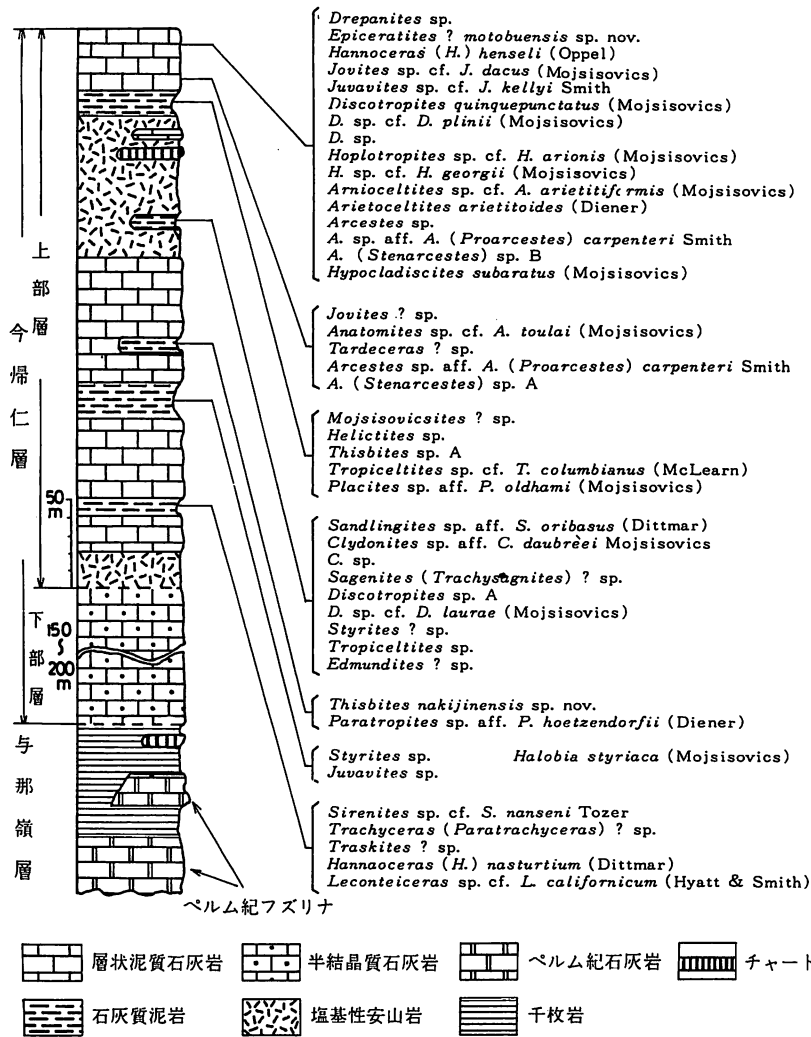 Drepanites sp.
Epiceratites ? motobuensis sp. nov.
Hannoceras (H.) henseli (Oppel)
Jovites sp. cf. J. dacus (Mojsisovics)
Juvavites sp. cf. J. kellyi Smith
Discotropites quinquepunctatus (Mojsisovics)
D. sp. cf. D. plinii (Mojsisovics)
D. sp.
Hoplotropites sp. cf. H. arionis (Mojsisovics)
H. sp. cf. H. georgii (Mojsisovics)
Arnioceltites sp. cf. A. arietitifcrmis (Mojsisovics)
Arietoceltites arietitoides (Diener)
Arcestes sp.
A. sp. aff. A. (Proarcestes) carpenteri Smith
A. (Stenarcestes) sp. B
Hypocladiscites subaratus (Mojsisovics)
Jovites ? sp.
Anatomites sp. cf. A. toulai (Mojsisovics)
Tardeceras ? sp.
Arcestes sp. aff. A. (Proarcestes) carpenteri Smith
A. (Stenarcestes) sp. A
Mojsisovicsites ? sp.
Helictites sp.
Thisbites sp. A
Tropiceltites sp. cf. T. columbianus (McLearn)
Placites sp. aff. P. oldhami (Mojsisovics)
Sandlingites sp. aff. S. oribasus (Dittmar)
Clydonites sp. aff. C. daubrèei Mojsisovics
C. sp.
Sagenites (Trachysagnites) ? sp.
Discotropites sp. A
D. sp. cf. D. laurae (Mojsisovics)
Styrites ? sp.
Tropiceltites sp.
Edmundites ? sp.
Thisbites nakijinensis sp. nov.
Paratropites sp. aff. P. hoetzendorfii (Diener)
Styrites sp. Halobia styriaca (Mojsisovics)
Juvavites sp.
Sirenites sp. cf. S. nanseni Tozer
Trachyceras (Paratrachyceras) ? sp.
Traskites ? sp.
Hannaoceras (H.) nasturtium (Dittmar)
Leconteiceras sp. cf. L. californicum (Hyatt & Smith)
今帰仁層
上部層
下部層
与那嶺層
50
m
150
〜
200
m
ペルム紀フズリナ
層状泥質石灰岩 半結晶質石灰岩 ペルム紀石灰岩 チャート
石灰質泥岩 塩基性安山岩 千枚岩